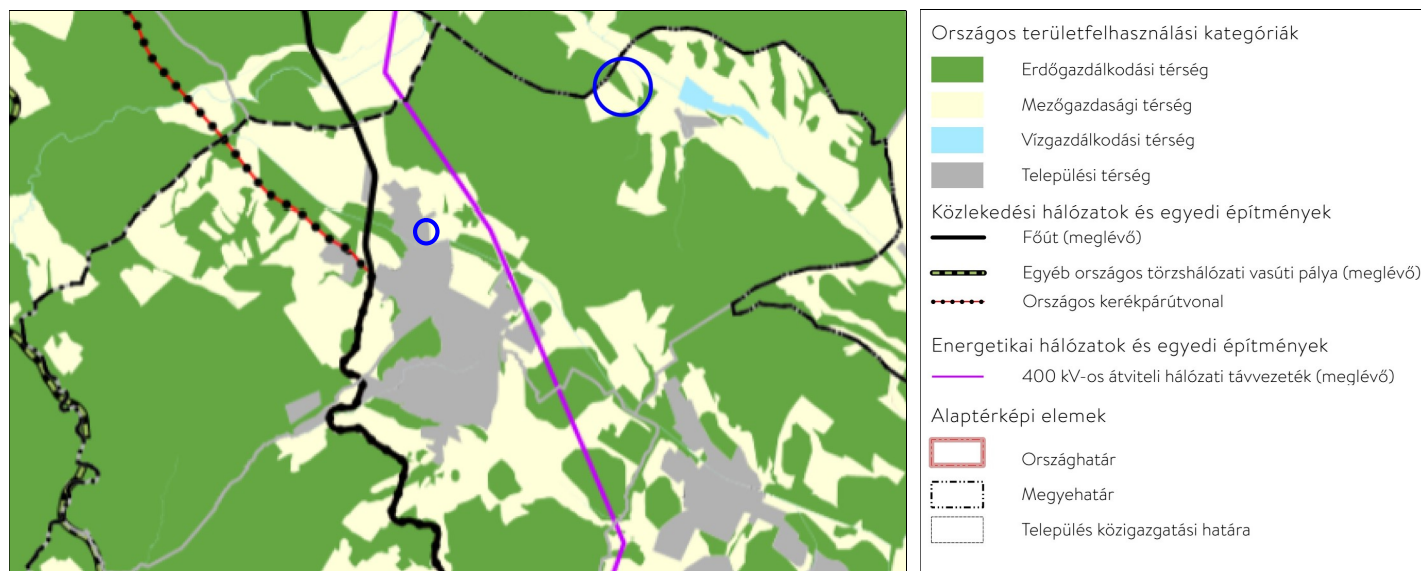 Országos területfelhasználási kategóriák
Erdőgazdálkodási térség
Mezőgazdasági térség
Vízgazdálkodási térség
Települési térség
Közlekedési hálózatok és egyedi építmények
Főút (meglévő)
Egyéb országos törzshálózati vasúti pálya (meglévő)
Országos kerékpárútvonal
Energetikai hálózatok és egyedi építmények
400 kV-os átviteli hálózati távvezeték (meglévő)
Alaptérképi elemek
Országhatár
Megyehatár
Település közigazgatási határa